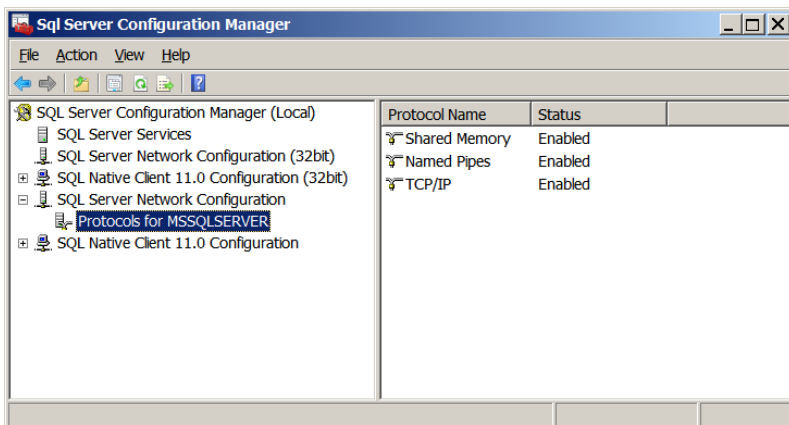 Sql Server Configuration Manager
File Action View Help
SQL Server Configuration Manager (Local)
SQL Server Services
SQL Server Network Configuration (32bit)
SQL Native Client 11.0 Configuration (32bit)
SQL Server Network Configuration
Protocols for MSSQLSERVER
SQL Native Client 11.0 Configuration
Protocol Name Status
Shared Memory Enabled
Named Pipes Enabled
TCP/IP Enabled